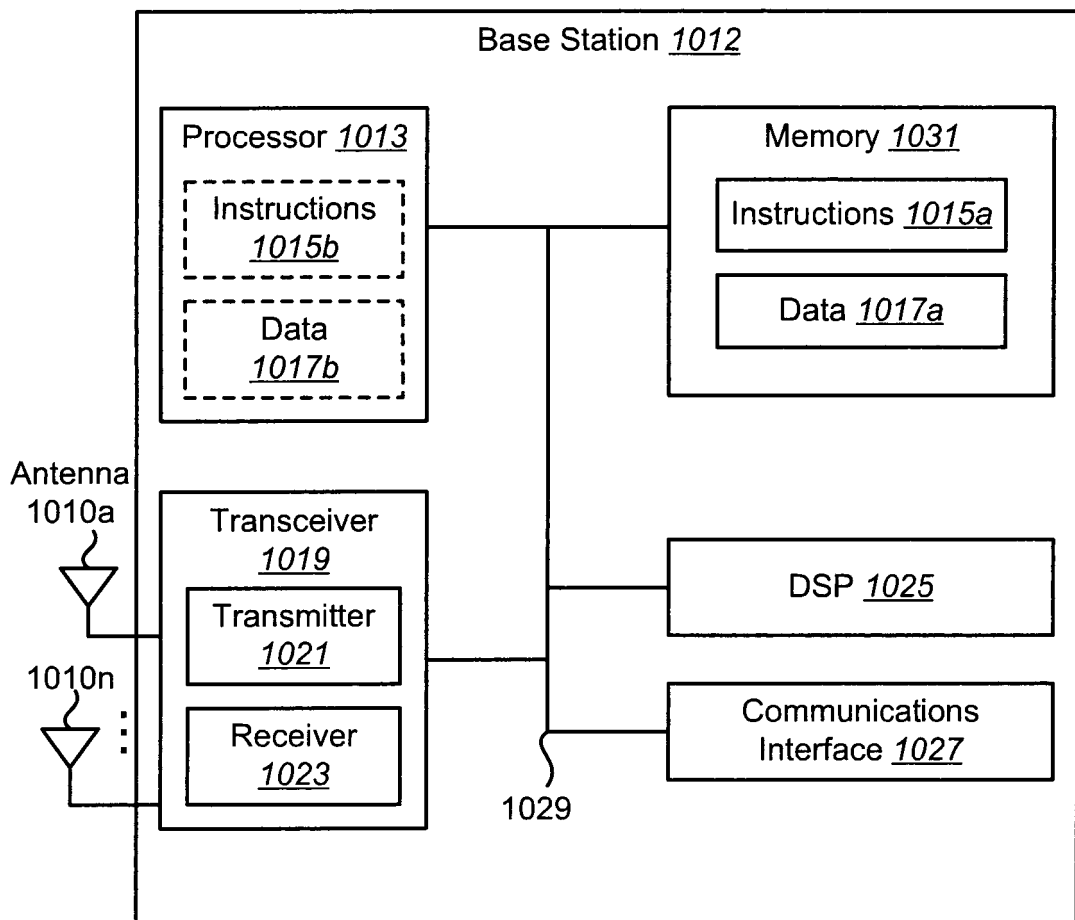 Base Station 1012
Processor 1013
Instructions
1015b
Data
1017b
Memory 1031
Instructions 1015a
Data 1017a
Antenna
1010a
1010n
Transceiver
1019
Transmitter
1021
Receiver
1023
DSP 1025
Communications
Interface 1027
1029